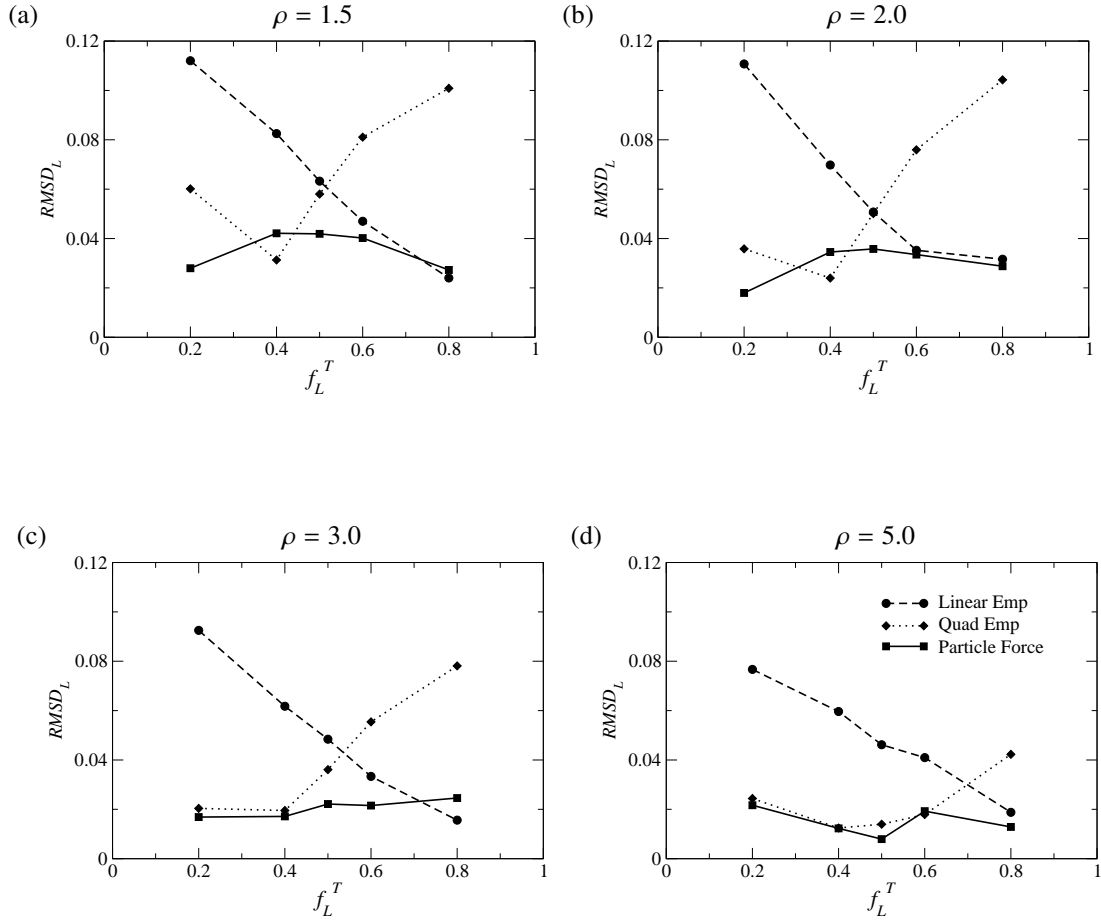 (a)
ρ = 1.5
0.12
0.08
0.04
0
RMSD_L
0 0.2 0.4 0.6 0.8 1
f_L^T
(b)
ρ = 2.0
0.12
0.08
0.04
0
RMSD_L
0 0.2 0.4 0.6 0.8 1
f_L^T
(c)
ρ = 3.0
0.12
0.08
0.04
0
RMSD_L
0 0.2 0.4 0.6 0.8 1
f_L^T
(d)
ρ = 5.0
0.12
0.08
0.04
0
RMSD_L
Linear Emp
Quad Emp
Particle Force
0 0.2 0.4 0.6 0.8 1
f_L^T